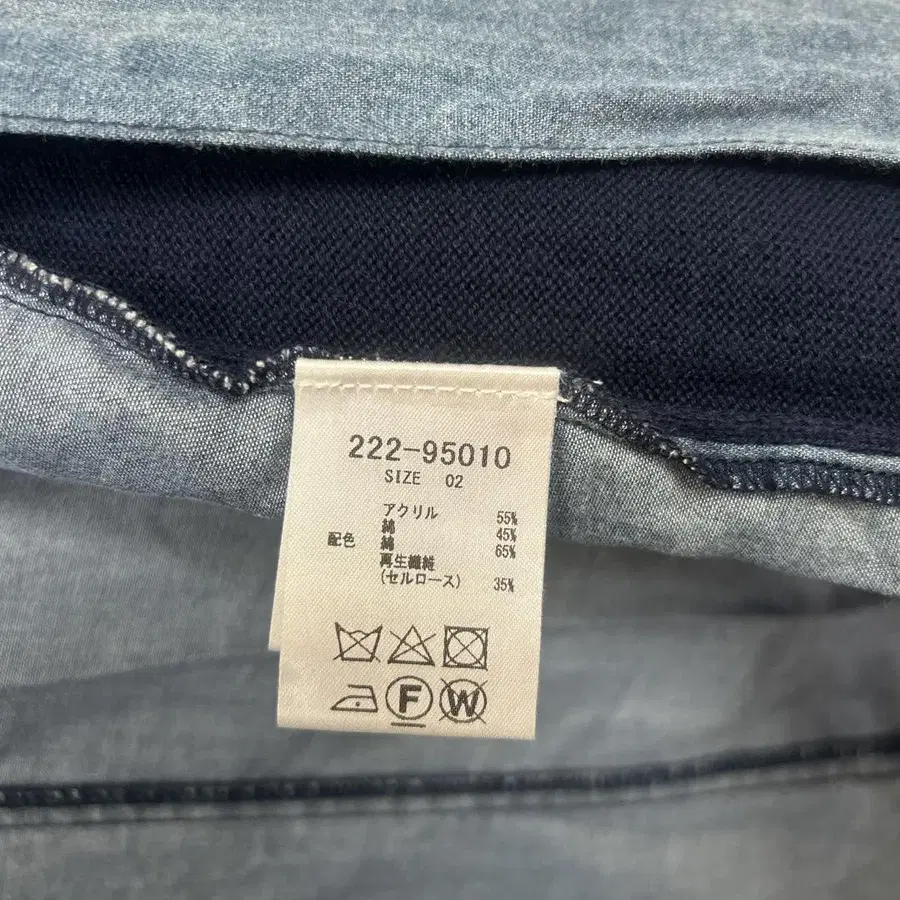 222-95010
SIZE 02
アクリル 55%
綿 45%
配色 綿 65%
再生繊維
(セルロース) 35%
F W